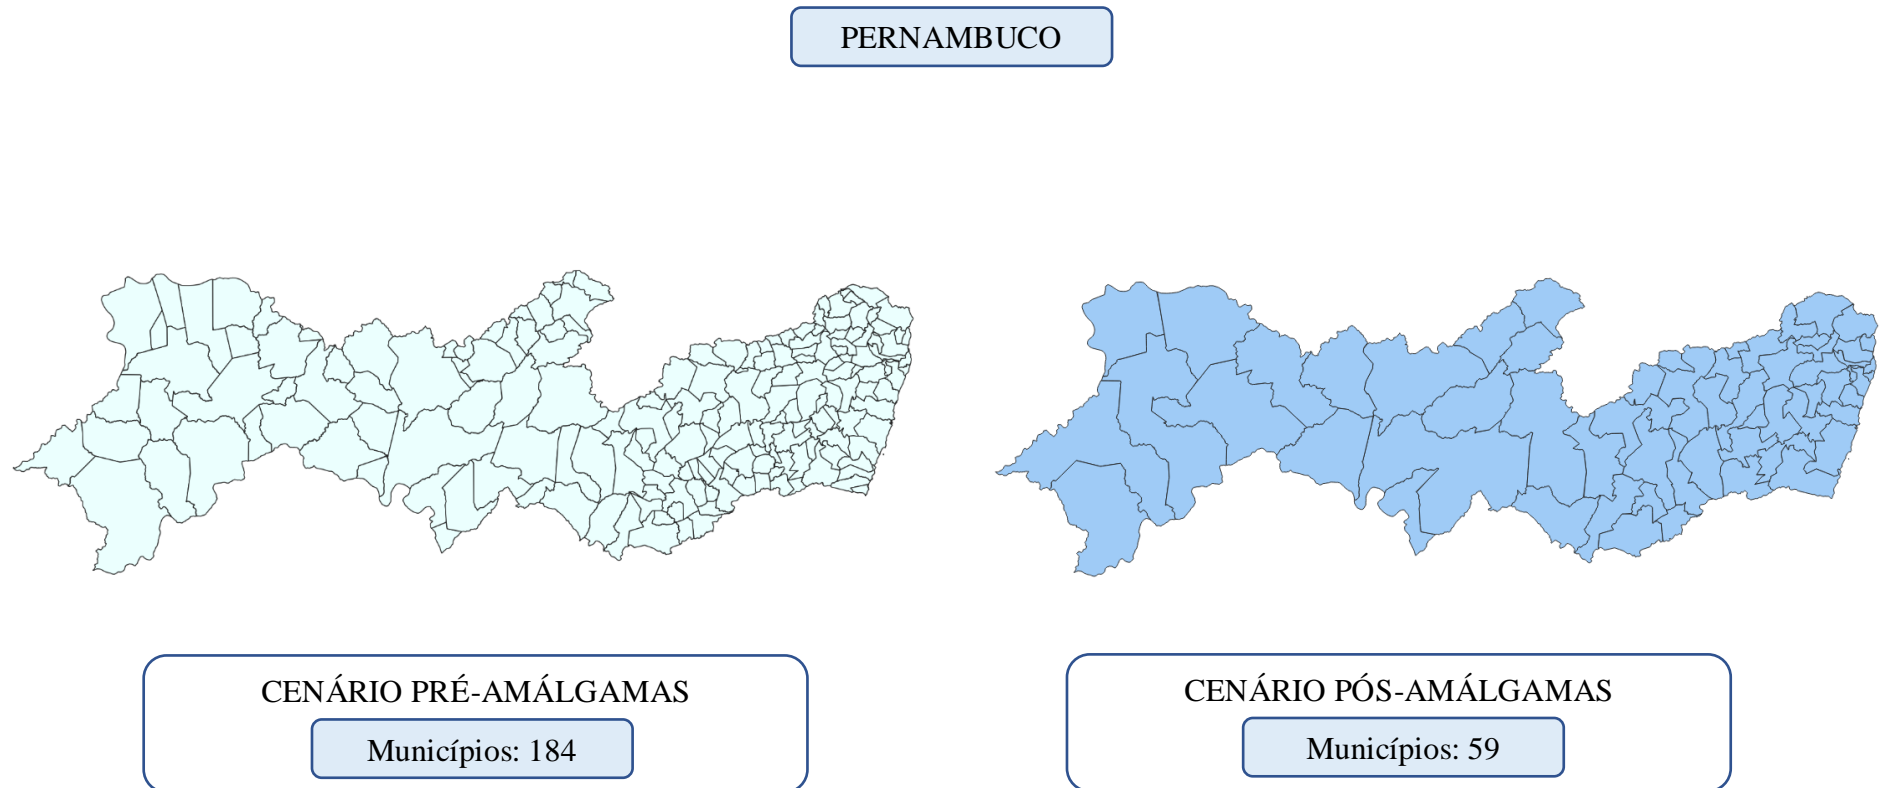 PERNAMBUCO
CENÁRIO PRÉ-AMÁLGAMAS
Municípios: 184
CENÁRIO PÓS-AMÁLGAMAS
Municípios: 59